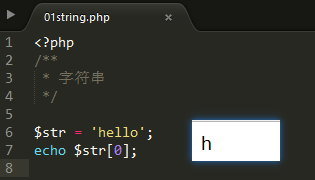 01string.php ×
1 <?php
2 /**
3  * 字符串
4  */
5
6 $str = 'hello';
7 echo $str[0];
8
h